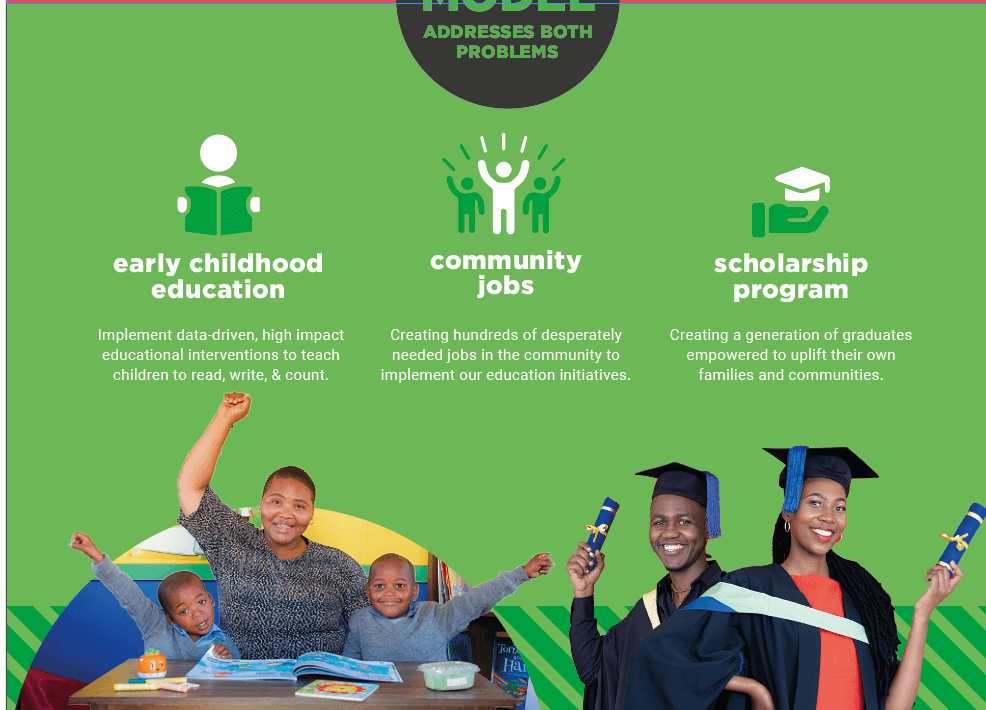 MODEL
ADDRESSES BOTH
PROBLEMS
early childhood
education
community
jobs
scholarship
program
Implement data-driven, high impact
educational interventions to teach
children to read, write, & count.
Creating hundreds of desperately
needed jobs in the community to
implement our education initiatives.
Creating a generation of graduates
empowered to uplift their own
families and communities.